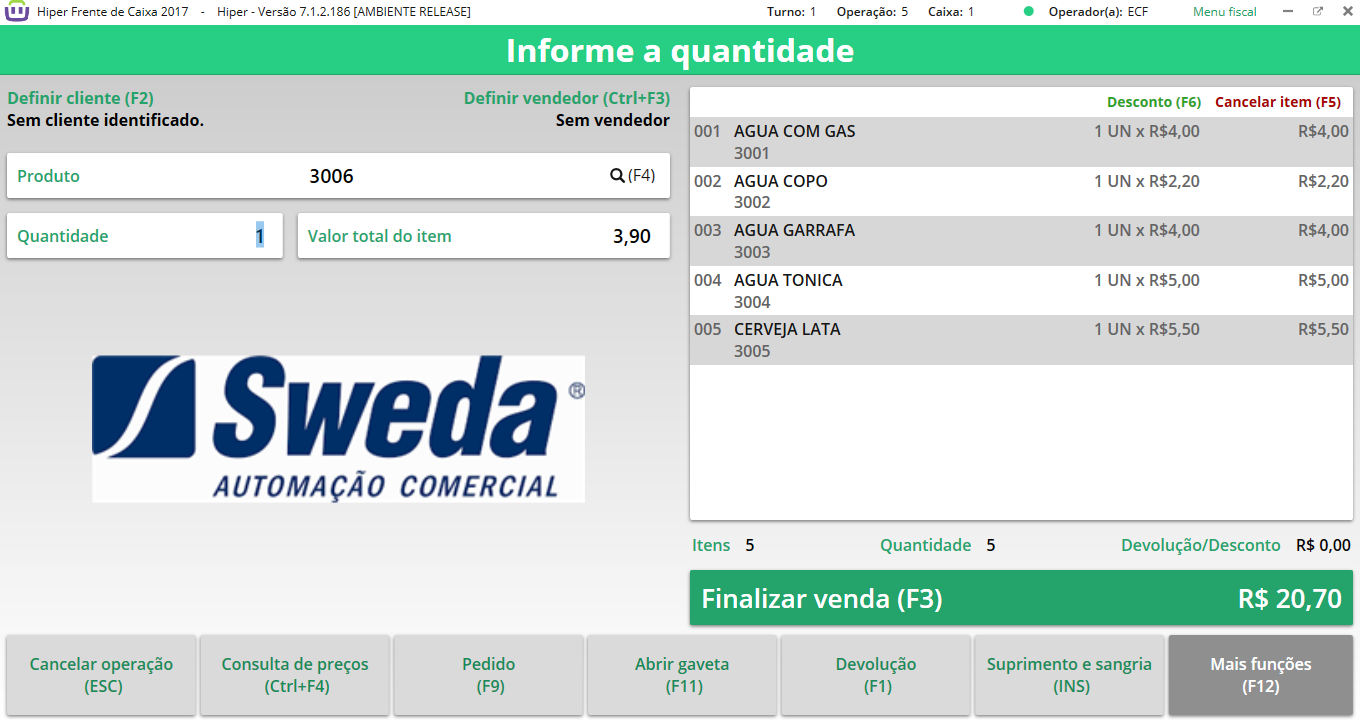 Hiper Frente de Caixa 2017 - Hiper - Versão 7.1.2.186 [AMBIENTE RELEASE] Turno: 1 Operação: 5 Caixa: 1 Operador(a): ECF Menu fiscal
Informe a quantidade
Definir cliente (F2) Definir vendedor (Ctrl+F3)
Sem cliente identificado. Sem vendedor
Produto 3006 (F4)
Quantidade 1 Valor total do item 3,90
Sweda ®
AUTOMAÇÃO COMERCIAL
Desconto (F6) Cancelar item (F5)
001 AGUA COM GAS 1 UN x R$4,00 R$4,00
3001
002 AGUA COPO 1 UN x R$2,20 R$2,20
3002
003 AGUA GARRAFA 1 UN x R$4,00 R$4,00
3003
004 AGUA TONICA 1 UN x R$5,00 R$5,00
3004
005 CERVEJA LATA 1 UN x R$5,50 R$5,50
3005
Itens 5 Quantidade 5 Devolução/Desconto R$ 0,00
Finalizar venda (F3) R$ 20,70
Cancelar operação Consulta de preços Pedido Abrir gaveta Devolução Suprimento e sangria Mais funções
(ESC) (Ctrl+F4) (F9) (F11) (F1) (INS) (F12)